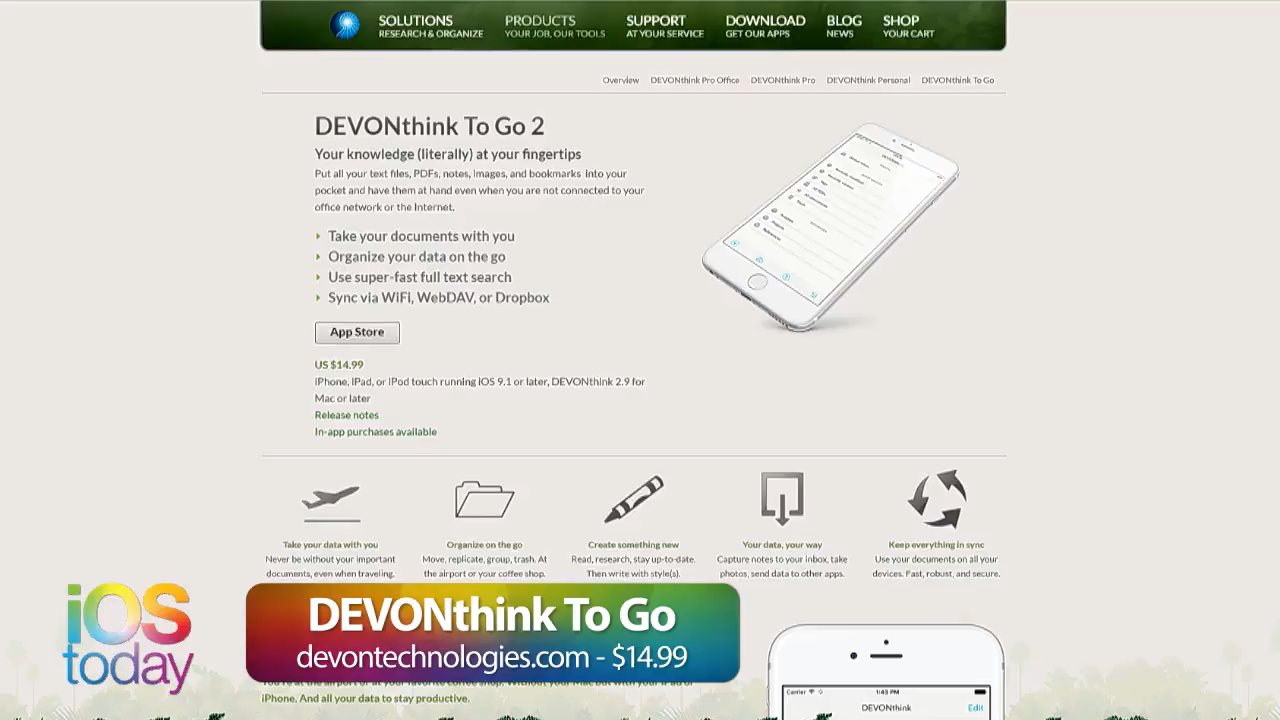 SOLUTIONS
RESEARCH & ORGANIZE
PRODUCTS
YOUR JOB, OUR TOOLS
SUPPORT
AT YOUR SERVICE
DOWNLOAD
GET OUR APPS
BLOG
NEWS
SHOP
YOUR CART
Overview DEVONthink Pro Office DEVONthink Pro DEVONthink Personal DEVONthink To Go
DEVONthink To Go 2
Your knowledge (literally) at your fingertips
Put all your text files, PDFs, notes, images, and bookmarks into your
pocket and have them at hand even when you are not connected to your
office network or the Internet.
Take your documents with you
Organize your data on the go
Use super-fast full text search
Sync via WiFi, WebDAV, or Dropbox
App Store
US $14.99
iPhone, iPad, or iPod touch running iOS 9.1 or later, DEVONthink 2.9 for
Mac or later
Release notes
In-app purchases available
Take your data with you
Never be without your important
documents, even when traveling.
Organize on the go
Move, replicate, group, trash. At
the airport or your coffee shop.
Create something new
Read, research, stay up-to-date.
Then write with style(s).
Your data, your way
Capture notes to your inbox, take
photos, send data to other apps.
Keep everything in sync
Use your documents on all your
devices. Fast, robust, and secure.
iOS
today
DEVONthink To Go
devontechnologies.com - $14.99
iPhone. And all your data to stay productive.
Carrier 1:43 PM
DEVONthink Edit